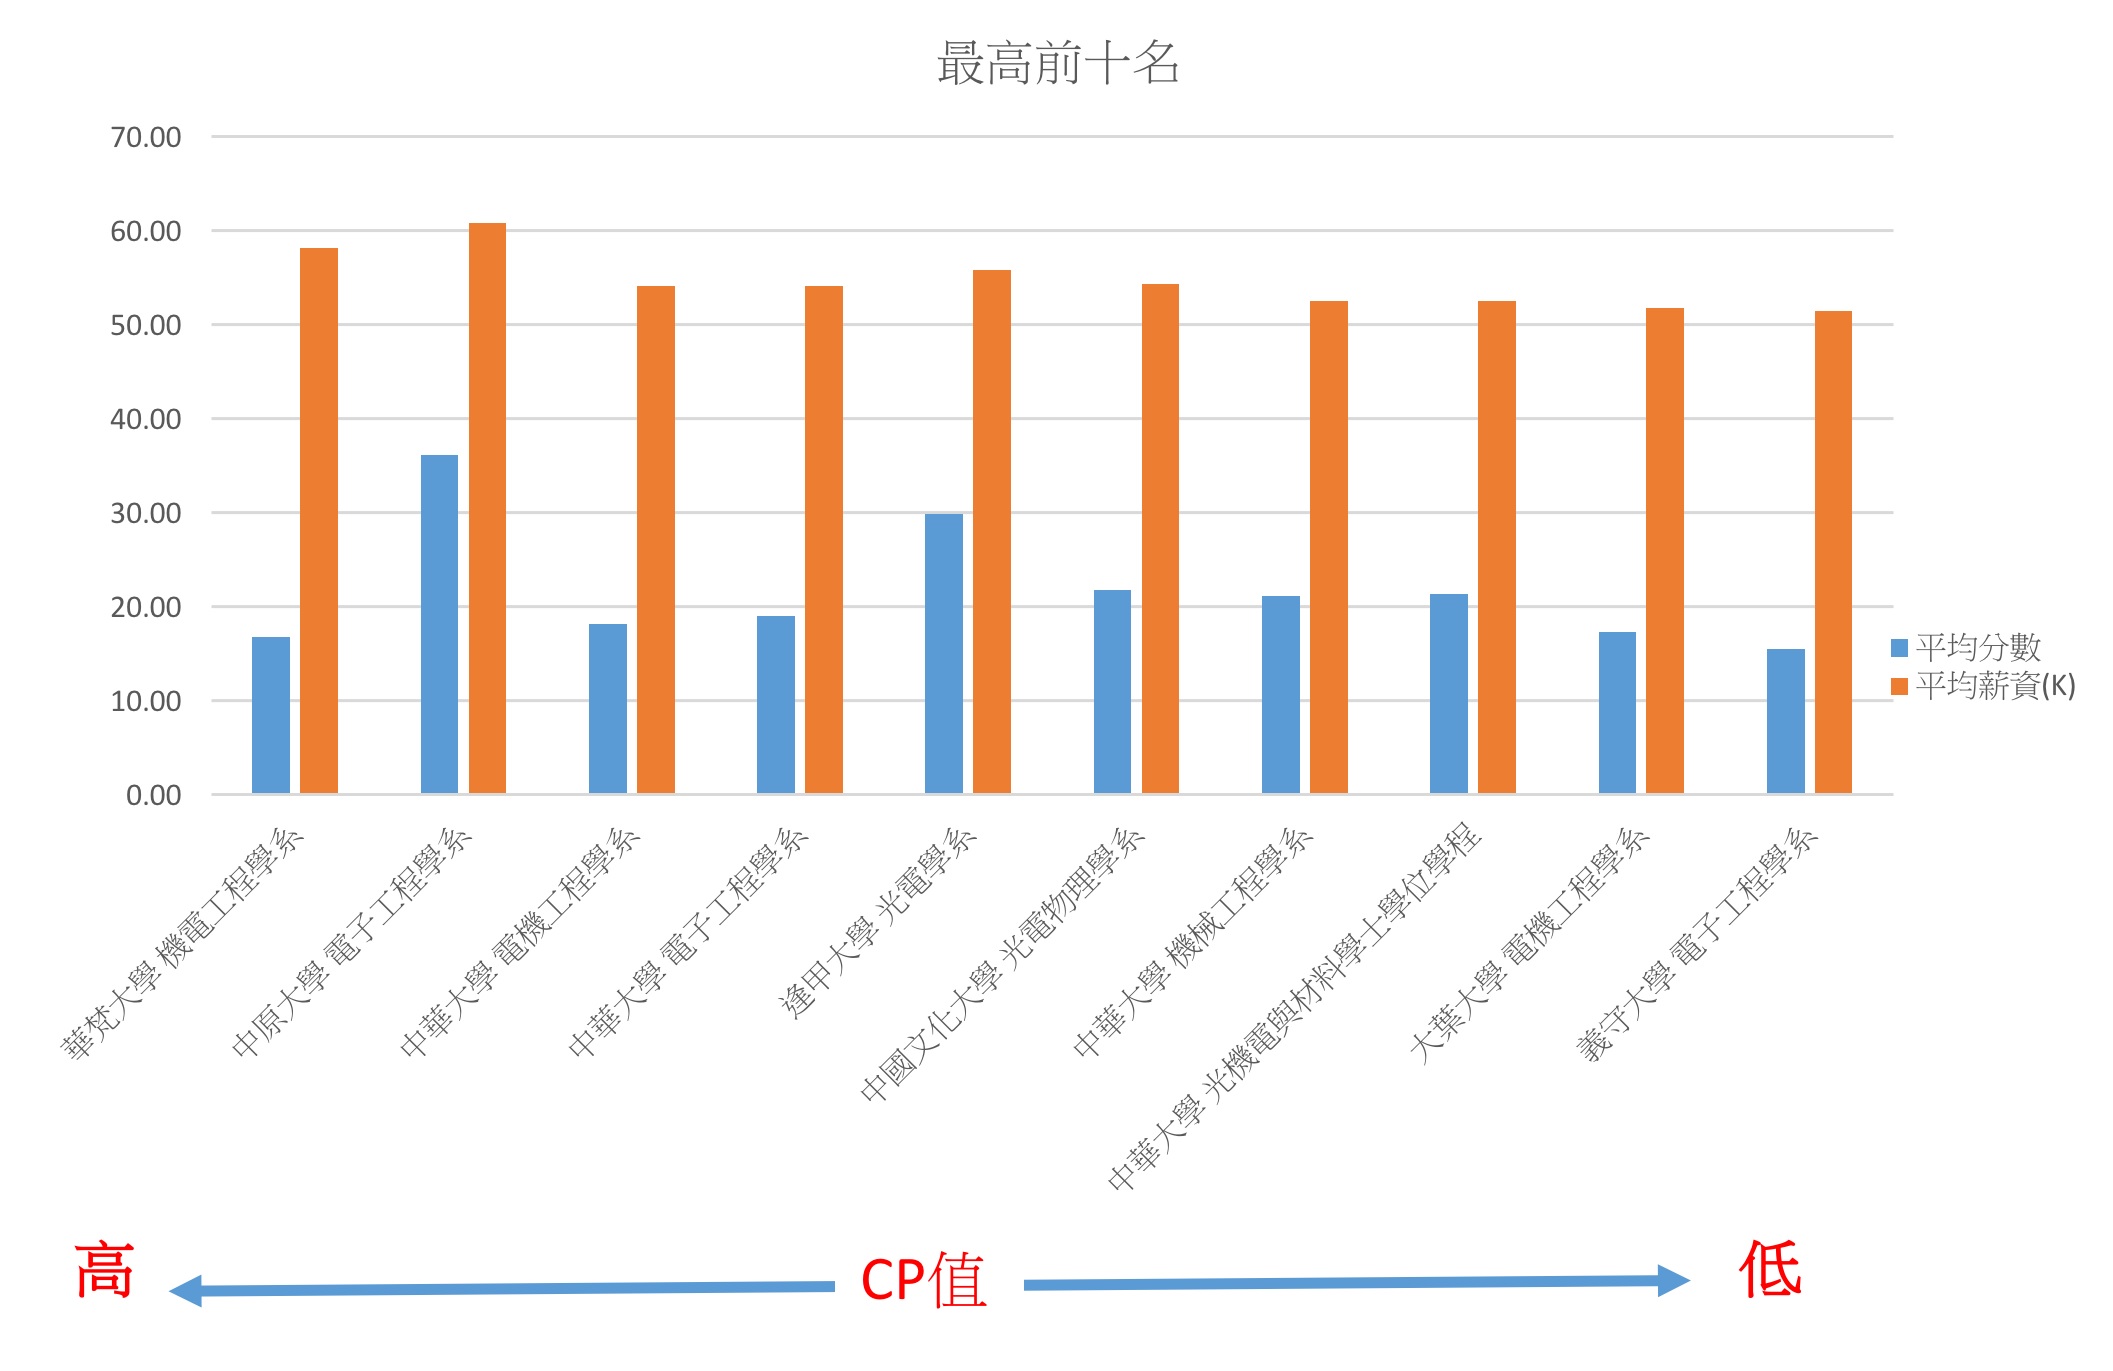 最高前十名
70.00
60.00
50.00
40.00
30.00
20.00
10.00
0.00
平均分數
平均薪資(K)
華梵大學 機電工程學系
中原大學 電子工程學系
中華大學 電機工程學系
中華大學 電子工程學系
逢甲大學 光電學系
中國文化大學 光電物理學系
中華大學 機械工程學系
中華大學 光機電與材料學士學位學程
大葉大學 電機工程學系
義守大學 電子工程學系
高
CP值
低